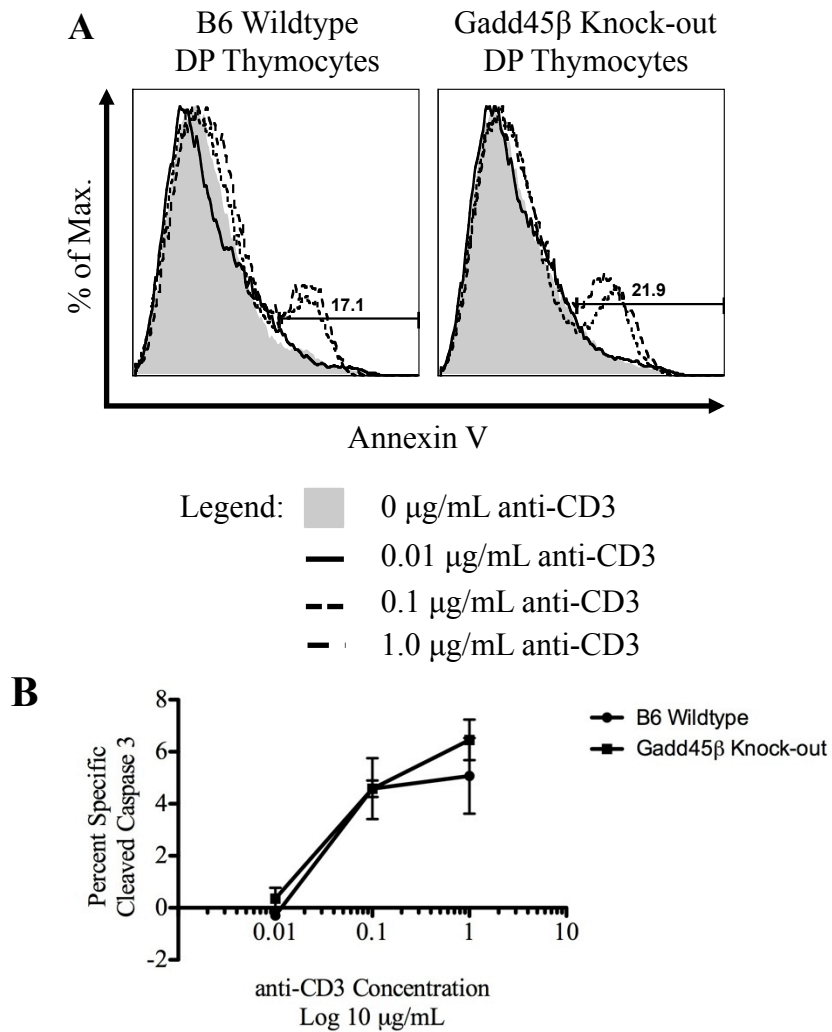 A
B6 Wildtype
DP Thymocytes
Gadd45β Knock-out
DP Thymocytes
% of Max.
17.1
21.9
Annexin V
Legend:
0 μg/mL anti-CD3
0.01 μg/mL anti-CD3
0.1 μg/mL anti-CD3
1.0 μg/mL anti-CD3
B
Percent Specific
Cleaved Caspase 3
8
6
4
2
0
-2
0.01
0.1
1
10
anti-CD3 Concentration
Log 10 μg/mL
B6 Wildtype
Gadd45β Knock-out